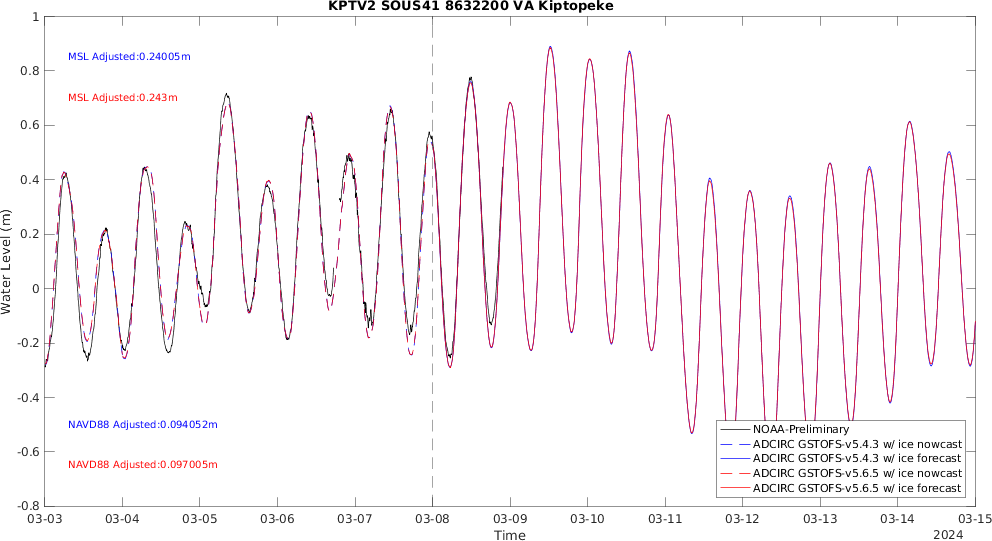 KPTV2 SOUS41 8632200 VA Kiptopeke
MSL Adjusted:0.24005m
MSL Adjusted:0.243m
NAVD88 Adjusted:0.094052m
NAVD88 Adjusted:0.097005m
Water Level (m)
1
0.8
0.6
0.4
0.2
0
-0.2
-0.4
-0.6
-0.8
NOAA-Preliminary
ADCIRC GSTOFS-v5.4.3 w/ ice nowcast
ADCIRC GSTOFS-v5.4.3 w/ ice forecast
ADCIRC GSTOFS-v5.6.5 w/ ice nowcast
ADCIRC GSTOFS-v5.6.5 w/ ice forecast
03-03 03-04 03-05 03-06 03-07 03-08 03-09 03-10 03-11 03-12 03-13 03-14 03-15
Time
2024